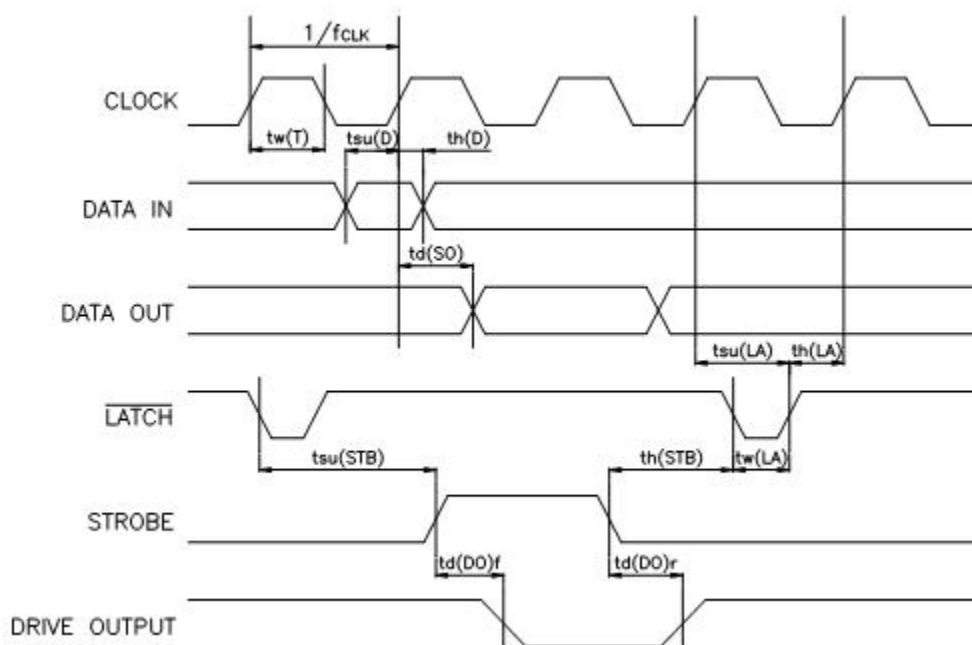 1/fCLK
CLOCK
tw(T) tsu(D) th(D)
DATA IN
td(SO)
DATA OUT
tsu(LA) th(LA)
LATCH
tsu(STB) th(STB) tw(LA)
STROBE
td(DO)f td(DO)r
DRIVE OUTPUT